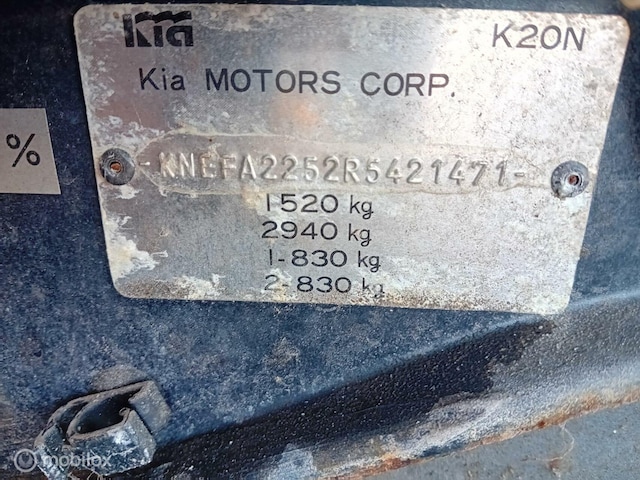 Kia K20N
Kia MOTORS CORP.
%
-KNEFA2252R5421471-
1520 kg
2940 kg
1-830 kg
2-830 kg
mobilox